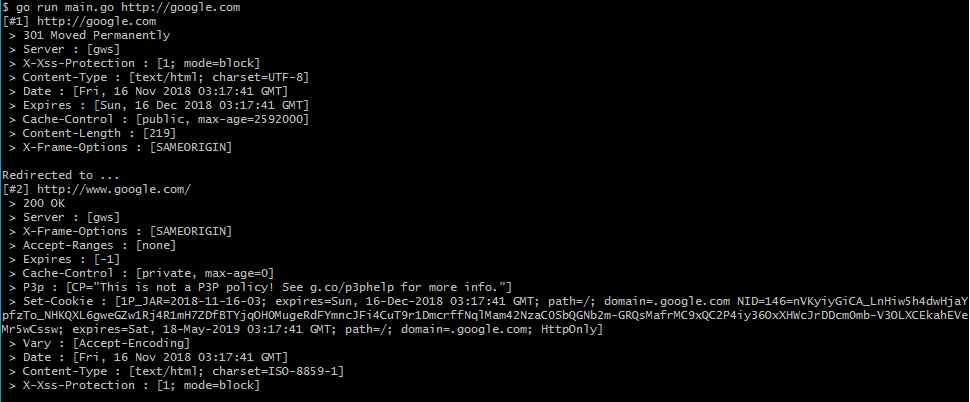 $ go run main.go http://google.com
[#1] http://google.com
> 301 Moved Permanently
> Server : [gws]
> X-Xss-Protection : [1; mode=block]
> Content-Type : [text/html; charset=UTF-8]
> Date : [Fri, 16 Nov 2018 03:17:41 GMT]
> Expires : [Sun, 16 Dec 2018 03:17:41 GMT]
> Cache-Control : [public, max-age=2592000]
> Content-Length : [219]
> X-Frame-Options : [SAMEORIGIN]
Redirected to ...
[#2] http://www.google.com/
> 200 OK
> Server : [gws]
> X-Frame-Options : [SAMEORIGIN]
> Accept-Ranges : [none]
> Expires : [-1]
> Cache-Control : [private, max-age=0]
> P3p : [CP="This is not a P3P policy! See g.co/p3phelp for more info."]
> Set-Cookie : [1P_JAR=2018-11-16-03; expires=Sun, 16-Dec-2018 03:17:41 GMT; path=/; domain=.google.com NID=146=nVKyiyGiCA_LnHiw5h4dwHjaY
pfzTo_NHKQXL6gweGZw1Rj4R1mH7ZDfBTYjqOHOMugeRdFYmncJFi4CuT9r1DmcrffNqlMam42NzaCOSbQGNb2m-GRQsMafrMC9xQC2P4iy36OxXHWcJrDDcmOmb-V3OLXCEkahEVe
Mr5wCssw; expires=Sat, 18-May-2019 03:17:41 GMT; path=/; domain=.google.com; HttpOnly]
> Vary : [Accept-Encoding]
> Date : [Fri, 16 Nov 2018 03:17:41 GMT]
> Content-Type : [text/html; charset=ISO-8859-1]
> X-Xss-Protection : [1; mode=block]